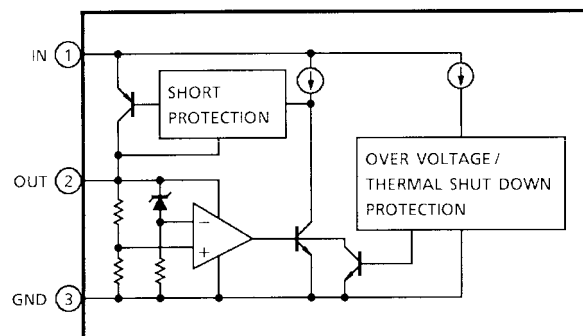 IN 1
SHORT
PROTECTION
OVER VOLTAGE /
THERMAL SHUT DOWN
PROTECTION
OUT 2
−
+
GND 3